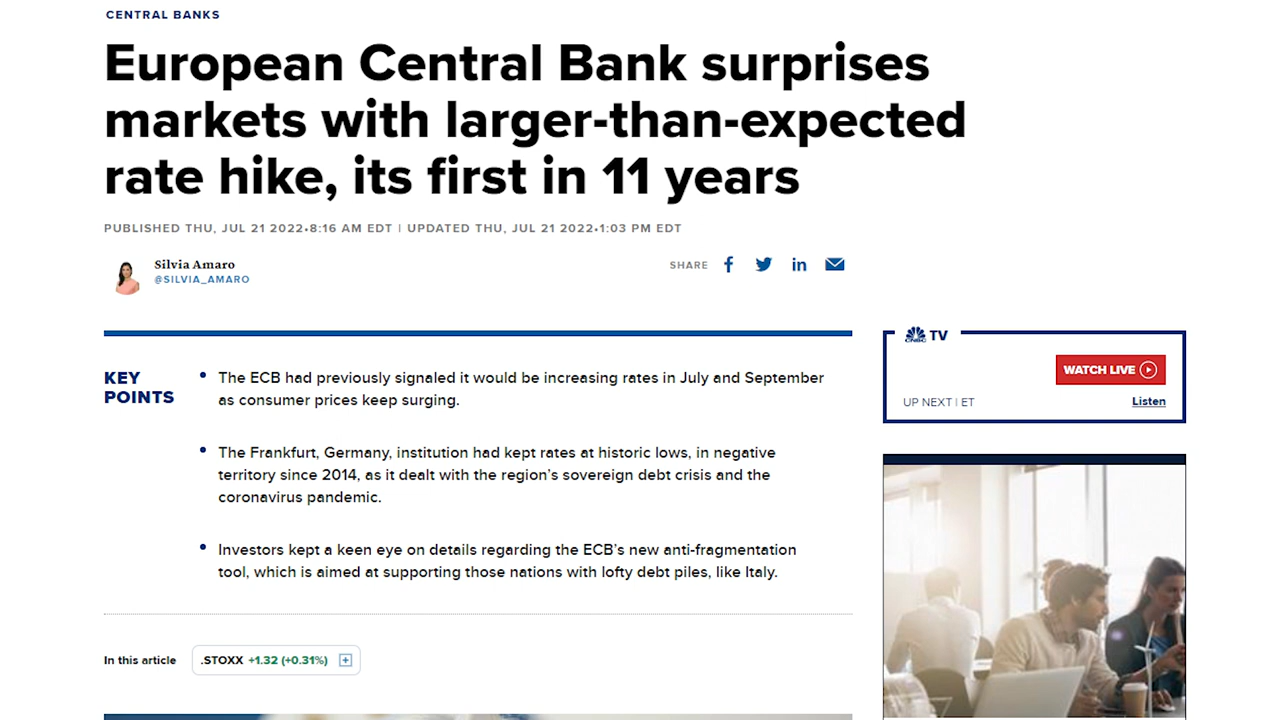 CENTRAL BANKS
European Central Bank surprises
markets with larger-than-expected
rate hike, its first in 11 years
PUBLISHED THU, JUL 21 2022•8:16 AM EDT | UPDATED THU, JUL 21 2022•1:03 PM EDT
Silvia Amaro
@SILVIA_AMARO
SHARE
KEY
POINTS
The ECB had previously signaled it would be increasing rates in July and September
as consumer prices keep surging.
The Frankfurt, Germany, institution had kept rates at historic lows, in negative
territory since 2014, as it dealt with the region's sovereign debt crisis and the
coronavirus pandemic.
Investors kept a keen eye on details regarding the ECB's new anti-fragmentation
tool, which is aimed at supporting those nations with lofty debt piles, like Italy.
In this article
.STOXX +1.32 (+0.31%)
CNBC TV
WATCH LIVE
UP NEXT | ET
Listen